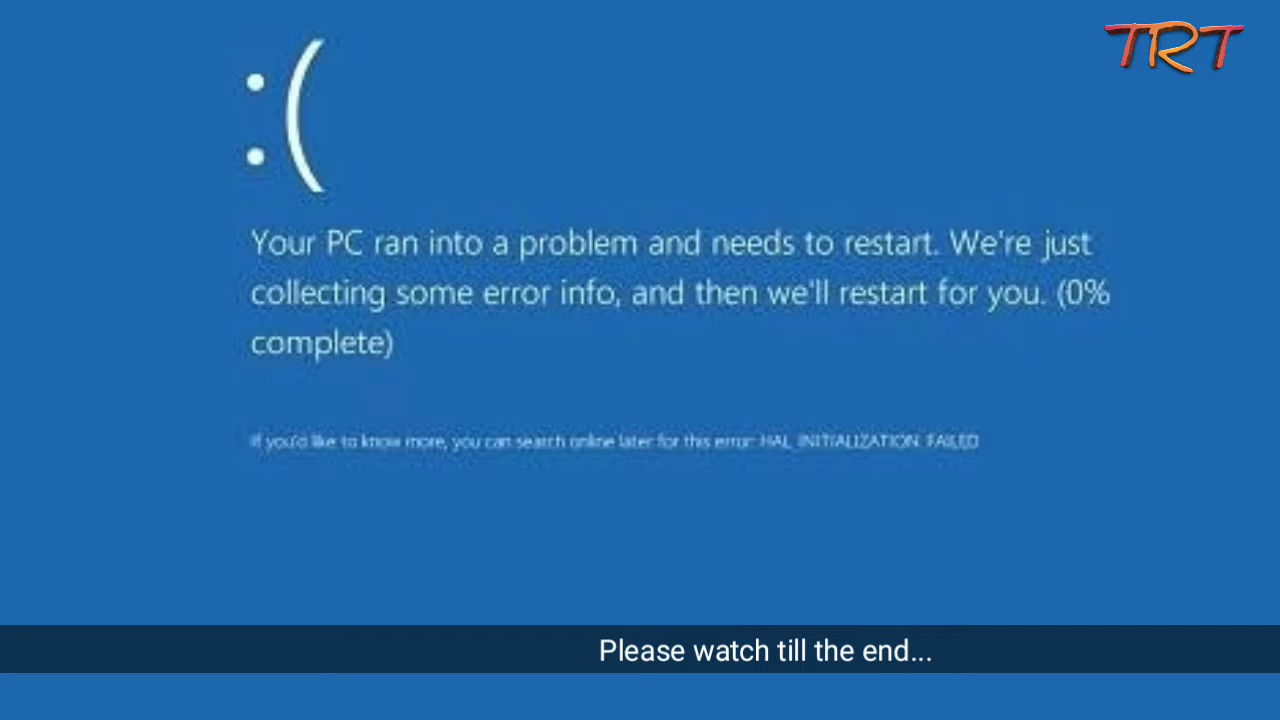 TRT
:(
Your PC ran into a problem and needs to restart. We're just
collecting some error info, and then we'll restart for you. (0%
complete)
If you'd like to know more, you can search online later for this error: HAL_INITIALIZATION_FAILED
Please watch till the end...